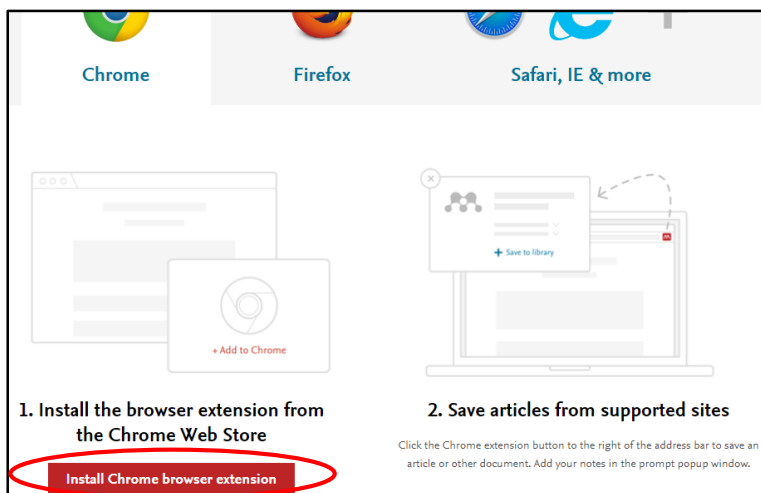 Chrome
Firefox
Safari, IE & more
+ Save to library
+ Add to Chrome
1. Install the browser extension from
the Chrome Web Store
Install Chrome browser extension
2. Save articles from supported sites
Click the Chrome extension button to the right of the address bar to save an
article or other document. Add your notes in the prompt popup window.